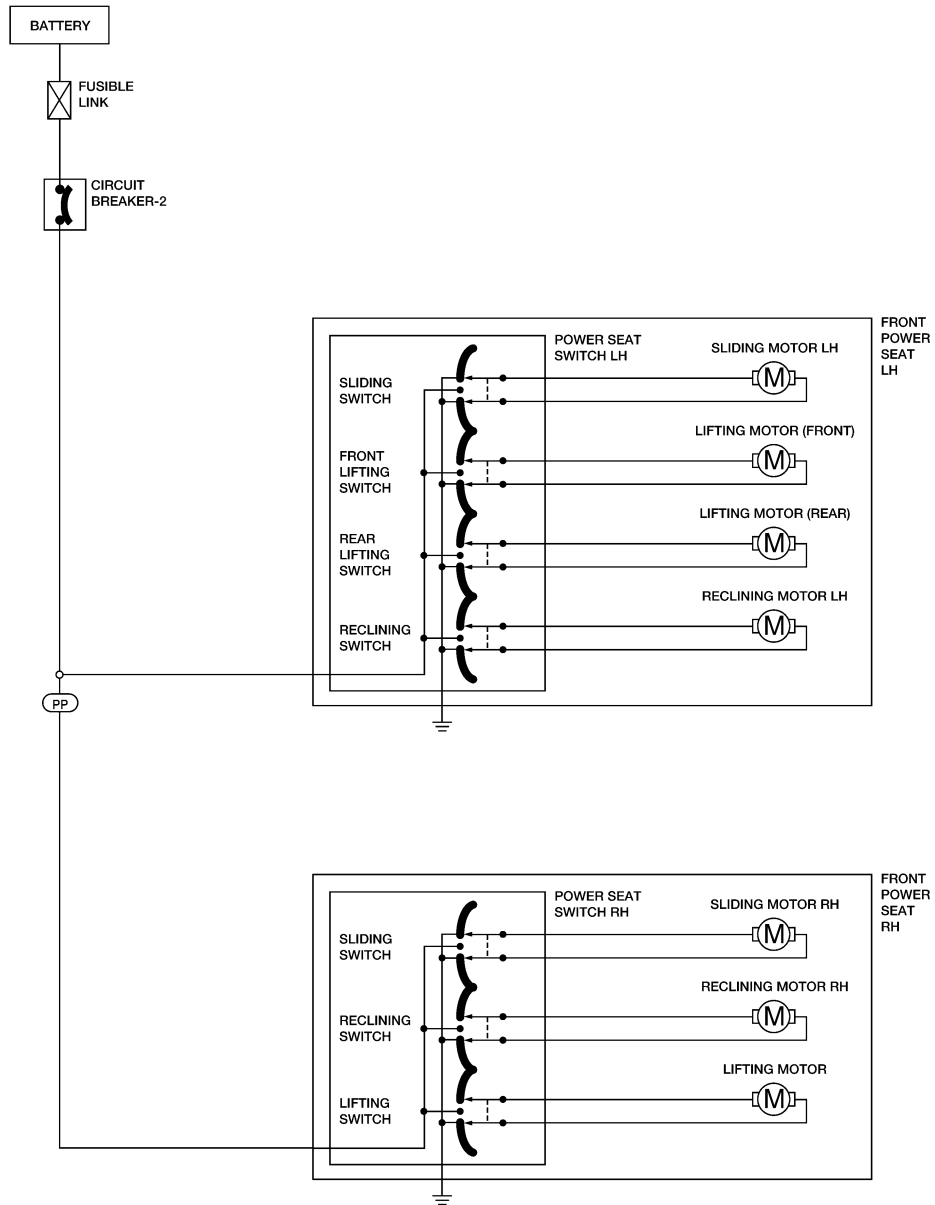 BATTERY
FUSIBLE
LINK
CIRCUIT
BREAKER-2
FRONT
POWER
SEAT
LH
POWER SEAT
SWITCH LH
SLIDING MOTOR LH
M
SLIDING
SWITCH
LIFTING MOTOR (FRONT)
M
FRONT
LIFTING
SWITCH
LIFTING MOTOR (REAR)
M
REAR
LIFTING
SWITCH
RECLINING MOTOR LH
M
RECLINING
SWITCH
PP
FRONT
POWER
SEAT
RH
POWER SEAT
SWITCH RH
SLIDING MOTOR RH
M
SLIDING
SWITCH
RECLINING MOTOR RH
M
RECLINING
SWITCH
LIFTING MOTOR
M
LIFTING
SWITCH